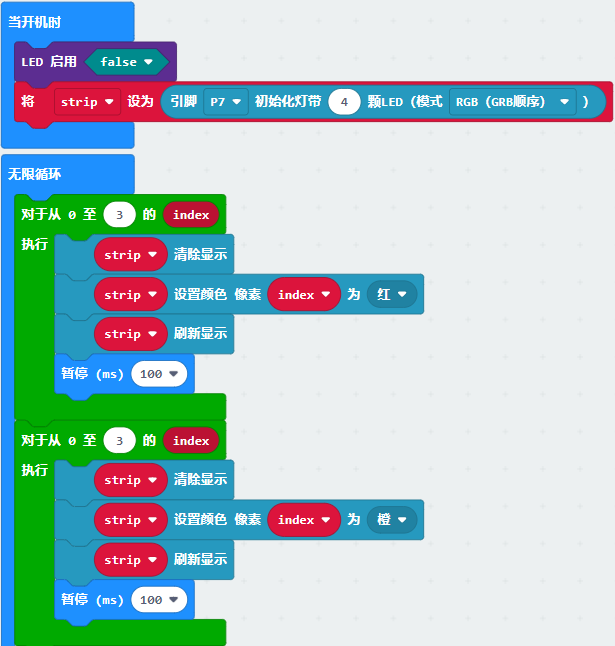 当开机时
LED 启用 false
将 strip 设为 引脚 P7 初始化灯带 4 颗LED（模式 RGB（GRB顺序） ）
无限循环
对于从 0 至 3 的 index
执行
strip 清除显示
strip 设置颜色 像素 index 为 红
strip 刷新显示
暂停（ms） 100
对于从 0 至 3 的 index
执行
strip 清除显示
strip 设置颜色 像素 index 为 橙
strip 刷新显示
暂停（ms） 100